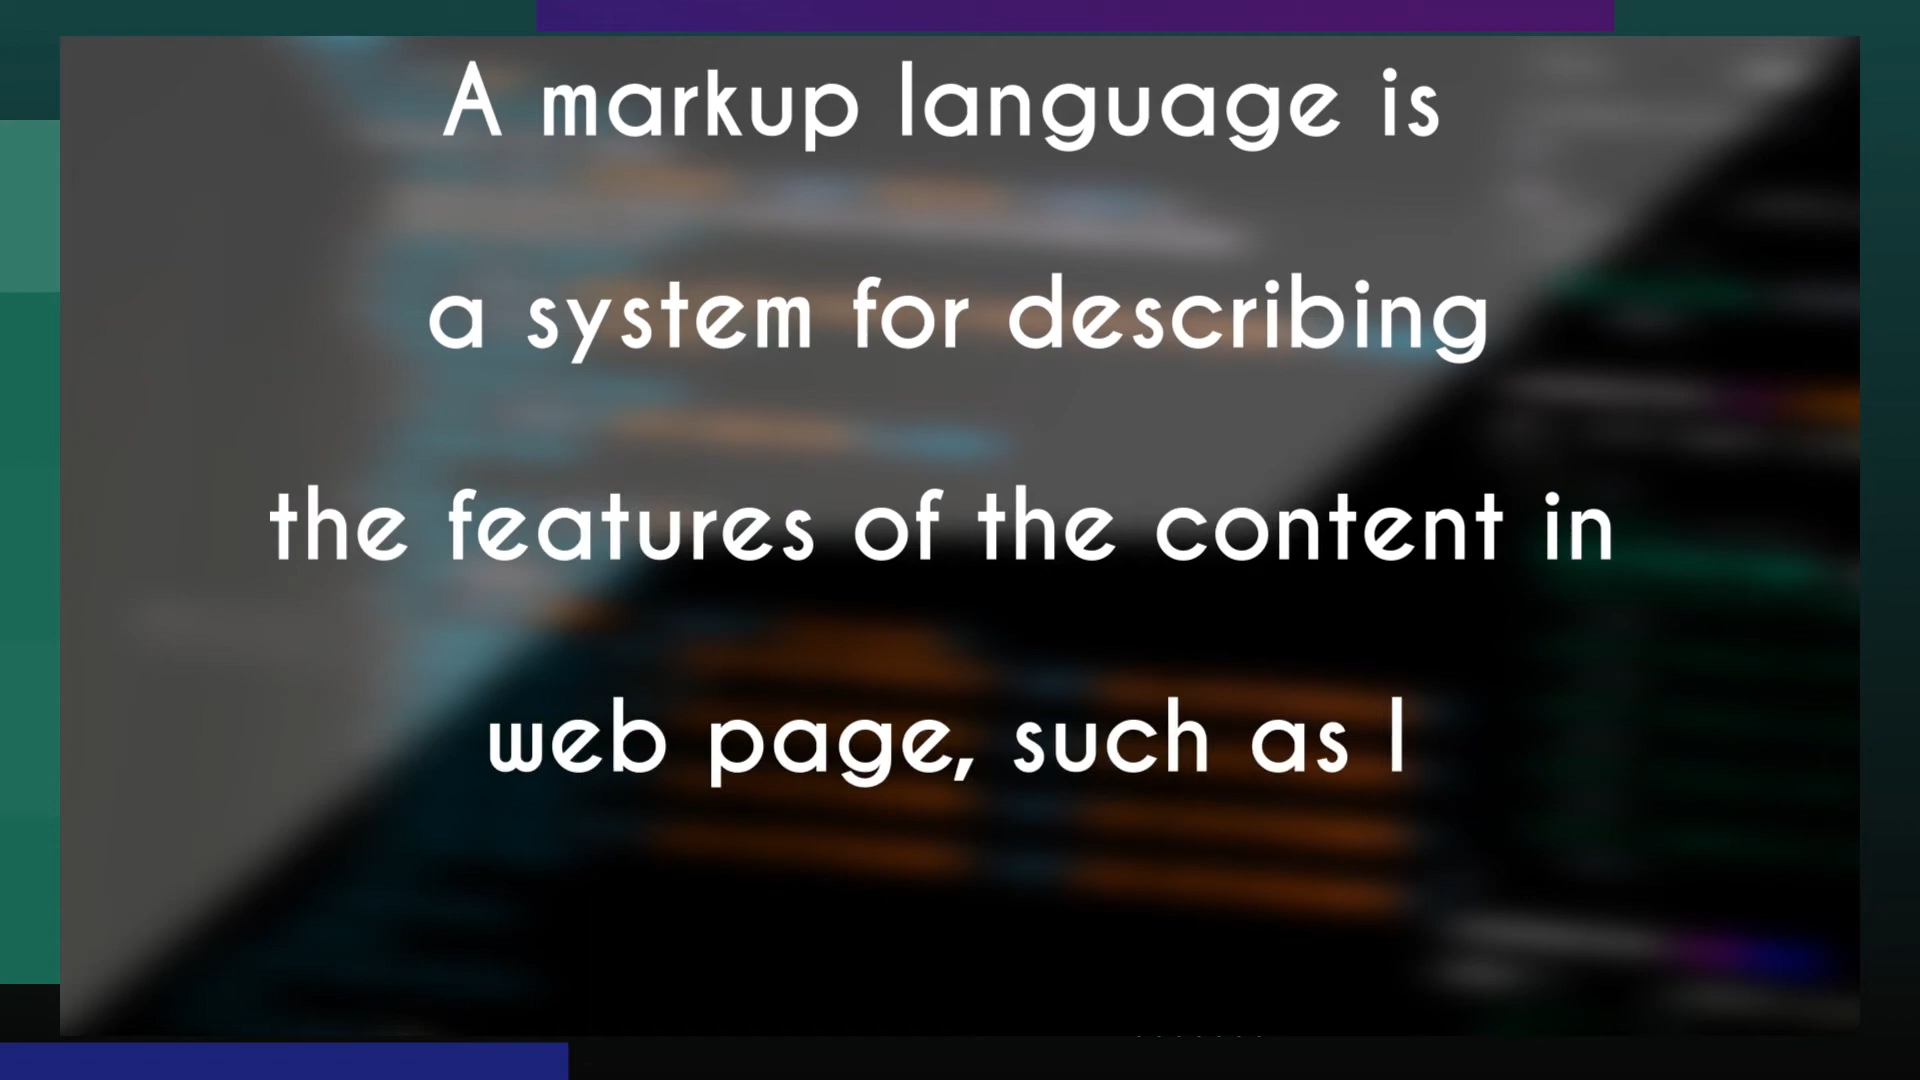 A markup language is
a system for describing
the features of the content in
web page, such as l